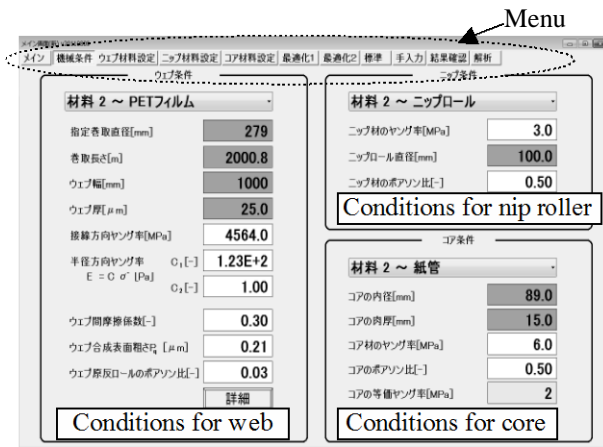 Menu
メイン 機械条件 ウェブ材料設定 ニップ材料設定 コア材料設定 最適化1 最適化2 標準 手入力 結果確認 解析
ウェブ条件
材料 2 ~ PETフィルム
指定巻取直径[mm] 279
巻取長さ[m] 2000.8
ウェブ幅[mm] 1000
ウェブ厚[μm] 25.0
接線方向ヤング率[MPa] 4564.0
半径方向ヤング率 C₁[-] 1.23E+2
C₂[-] 1.00
ウェブ間摩擦係数[-] 0.30
ウェブ合成表面粗さRq [μm] 0.21
ウェブ原反ロールのポアソン比[-] 0.03
詳細
Conditions for web
ニップ条件
材料 2 ~ ニップロール
ニップ材のヤング率[MPa] 3.0
ニップロール直径[mm] 100.0
ニップ材のポアソン比[-] 0.50
Conditions for nip roller
コア条件
材料 2 ~ 紙管
コアの内径[mm] 89.0
コアの肉厚[mm] 15.0
コア材のヤング率[MPa] 6.0
コアのポアソン比[-] 0.50
コアの等価ヤング率[MPa] 2
Conditions for core